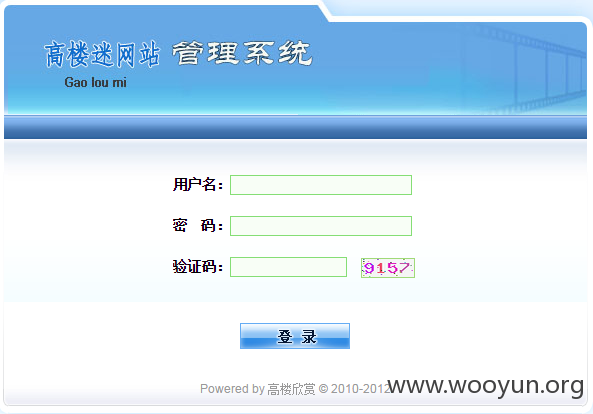 高楼迷网站 管理系统
Gao lou mi
用户名：
密 码：
验证码： 9157
登 录
Powered by 高楼欣赏 © 2010-2012
www.wooyun.org